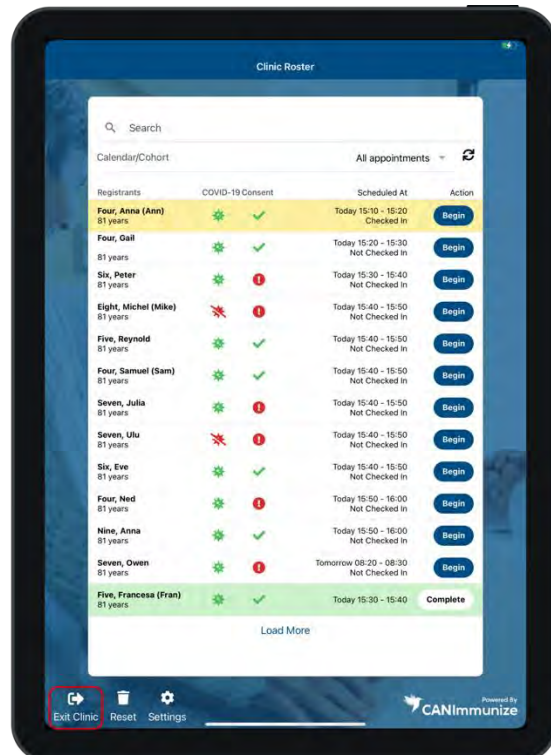 Clinic Roster
Search
Calendar/Cohort All appointments
Registrants COVID-19 Consent Scheduled At Action
Four, Anna (Ann) Today 15:10 - 15:20 Begin
81 years Checked In
Four, Gail Today 15:20 - 15:30 Begin
81 years Not Checked In
Six, Peter Today 15:30 - 15:40 Begin
81 years Not Checked In
Eight, Michel (Mike) Today 15:40 - 15:50 Begin
81 years Not Checked In
Five, Reynold Today 15:40 - 15:50 Begin
81 years Not Checked In
Four, Samuel (Sam) Today 15:40 - 15:50 Begin
81 years Not Checked In
Seven, Julia Today 15:40 - 15:50 Begin
81 years Not Checked In
Seven, Ulu Today 15:40 - 15:50 Begin
81 years Not Checked In
Six, Eve Today 15:40 - 15:50 Begin
81 years Not Checked In
Four, Ned Today 15:50 - 16:00 Begin
81 years Not Checked In
Nine, Anna Today 15:50 - 16:00 Begin
81 years Not Checked In
Seven, Owen Tomorrow 08:20 - 08:30 Begin
81 years Not Checked In
Five, Francesa (Fran) Today 15:30 - 15:40 Complete
81 years
Load More
Exit Clinic Reset Settings
Powered By
CANImmunize